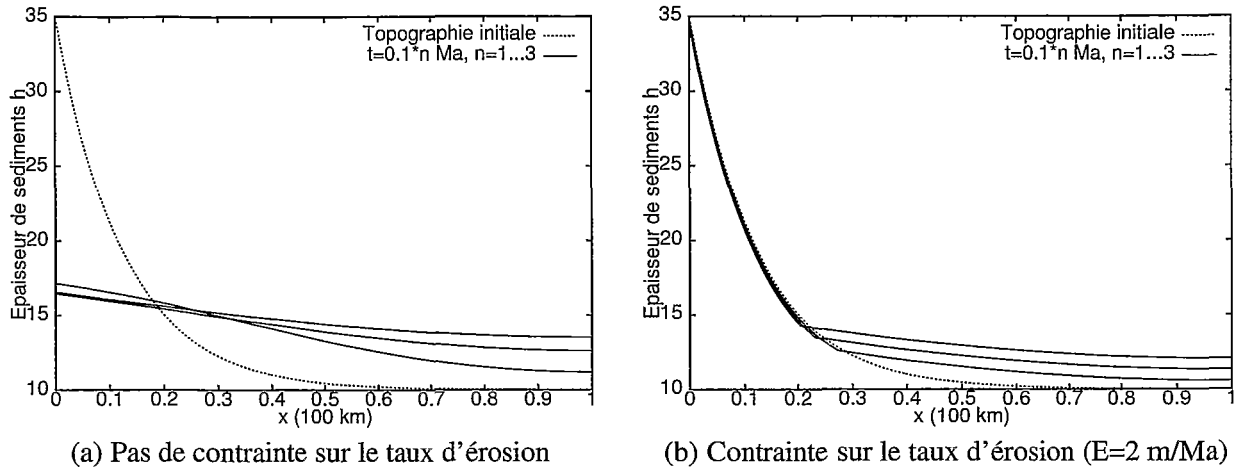 35
30
25
20
15
10
Epaisseur de sediments h
Topographie initiale
t=0.1*n Ma, n=1...3
0 0.1 0.2 0.3 0.4 0.5 0.6 0.7 0.8 0.9 1
x (100 km)
(a) Pas de contrainte sur le taux d'érosion
35
30
25
20
15
10
Epaisseur de sediments h
Topographie initiale
t=0.1*n Ma, n=1...3
0 0.1 0.2 0.3 0.4 0.5 0.6 0.7 0.8 0.9 1
x (100 km)
(b) Contrainte sur le taux d'érosion (E=2 m/Ma)